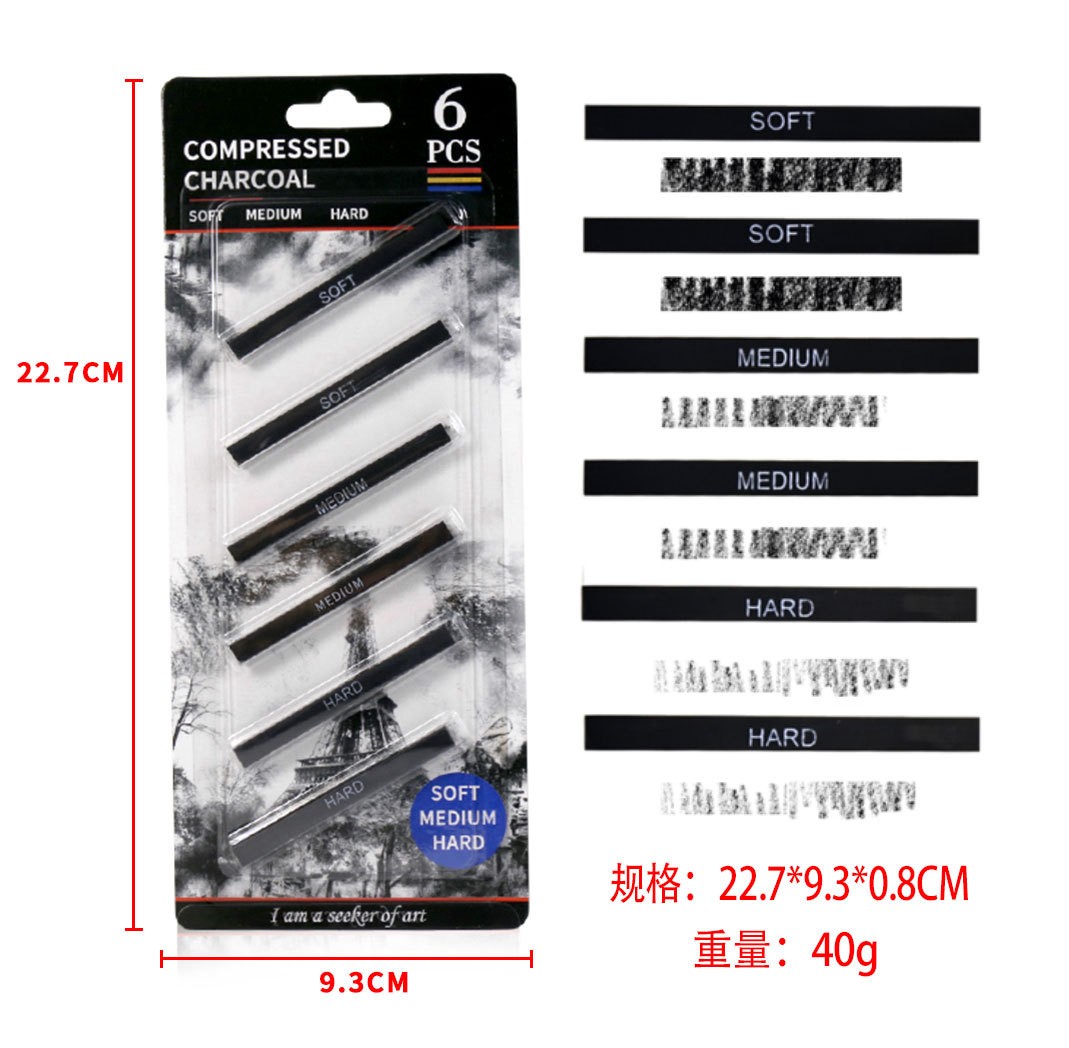 6
PCS
COMPRESSED
CHARCOAL
SOFT MEDIUM HARD
SOFT
SOFT
MEDIUM
MEDIUM
HARD
HARD
SOFT
MEDIUM
HARD
I am a seeker of art
22.7CM
9.3CM
SOFT
SOFT
MEDIUM
MEDIUM
HARD
HARD
规格：22.7*9.3*0.8CM
重量：40g